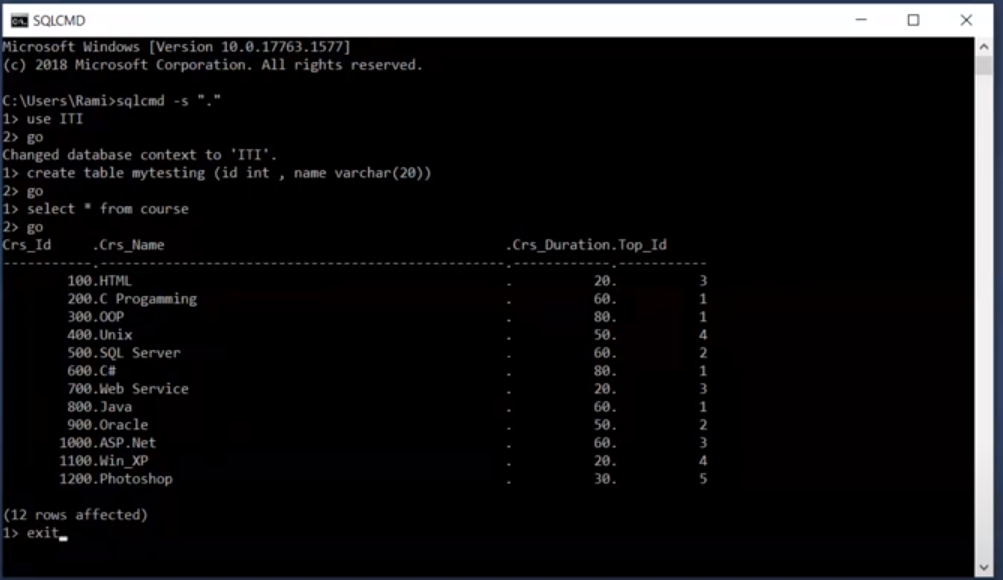 SQLCMD
Microsoft Windows [Version 10.0.17763.1577]
(c) 2018 Microsoft Corporation. All rights reserved.
C:\Users\Rami>sqlcmd -s "."
1> use ITI
2> go
Changed database context to 'ITI'.
1> create table mytesting (id int , name varchar(20))
2> go
1> select * from course
2> go
Crs_Id     .Crs_Name                                          .Crs_Duration.Top_Id
-----------.--------------------------------------------------.------------.-----------
        100.HTML                                              .          20.          3
        200.C Progamming                                      .          60.          1
        300.OOP                                               .          80.          1
        400.Unix                                              .          50.          4
        500.SQL Server                                        .          60.          2
        600.C#                                                .          80.          1
        700.Web Service                                       .          20.          3
        800.Java                                              .          60.          1
        900.Oracle                                            .          50.          2
       1000.ASP.Net                                           .          60.          3
       1100.Win_XP                                            .          20.          4
       1200.Photoshop                                         .          30.          5
(12 rows affected)
1> exit